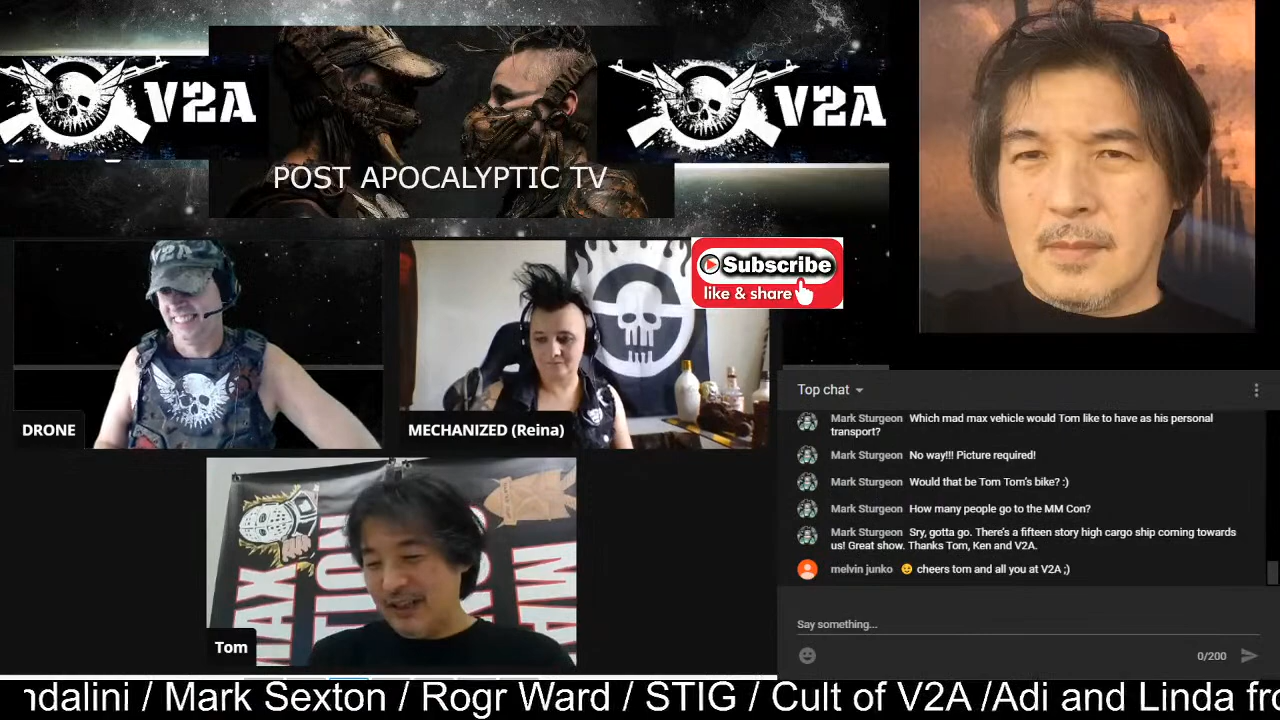 V2A
V2A
POST APOCALYPTIC TV
Subscribe
like & share
V2A
DRONE
MECHANIZED (Reina)
MAX
TION
MA
Tom
Top chat
Mark Sturgeon Which mad max vehicle would Tom like to have as his personal
transport?
Mark Sturgeon No way!!! Picture required!
Mark Sturgeon Would that be Tom Tom's bike? :)
Mark Sturgeon How many people go to the MM Con?
Mark Sturgeon Sry, gotta go. There's a fifteen story high cargo ship coming towards
us! Great show. Thanks Tom, Ken and V2A.
melvin junko 😉 cheers tom and all you at V2A ;)
Say something...
0/200
ndalini / Mark Sexton / Rogr Ward / STIG / Cult of V2A /Adi and Linda fro